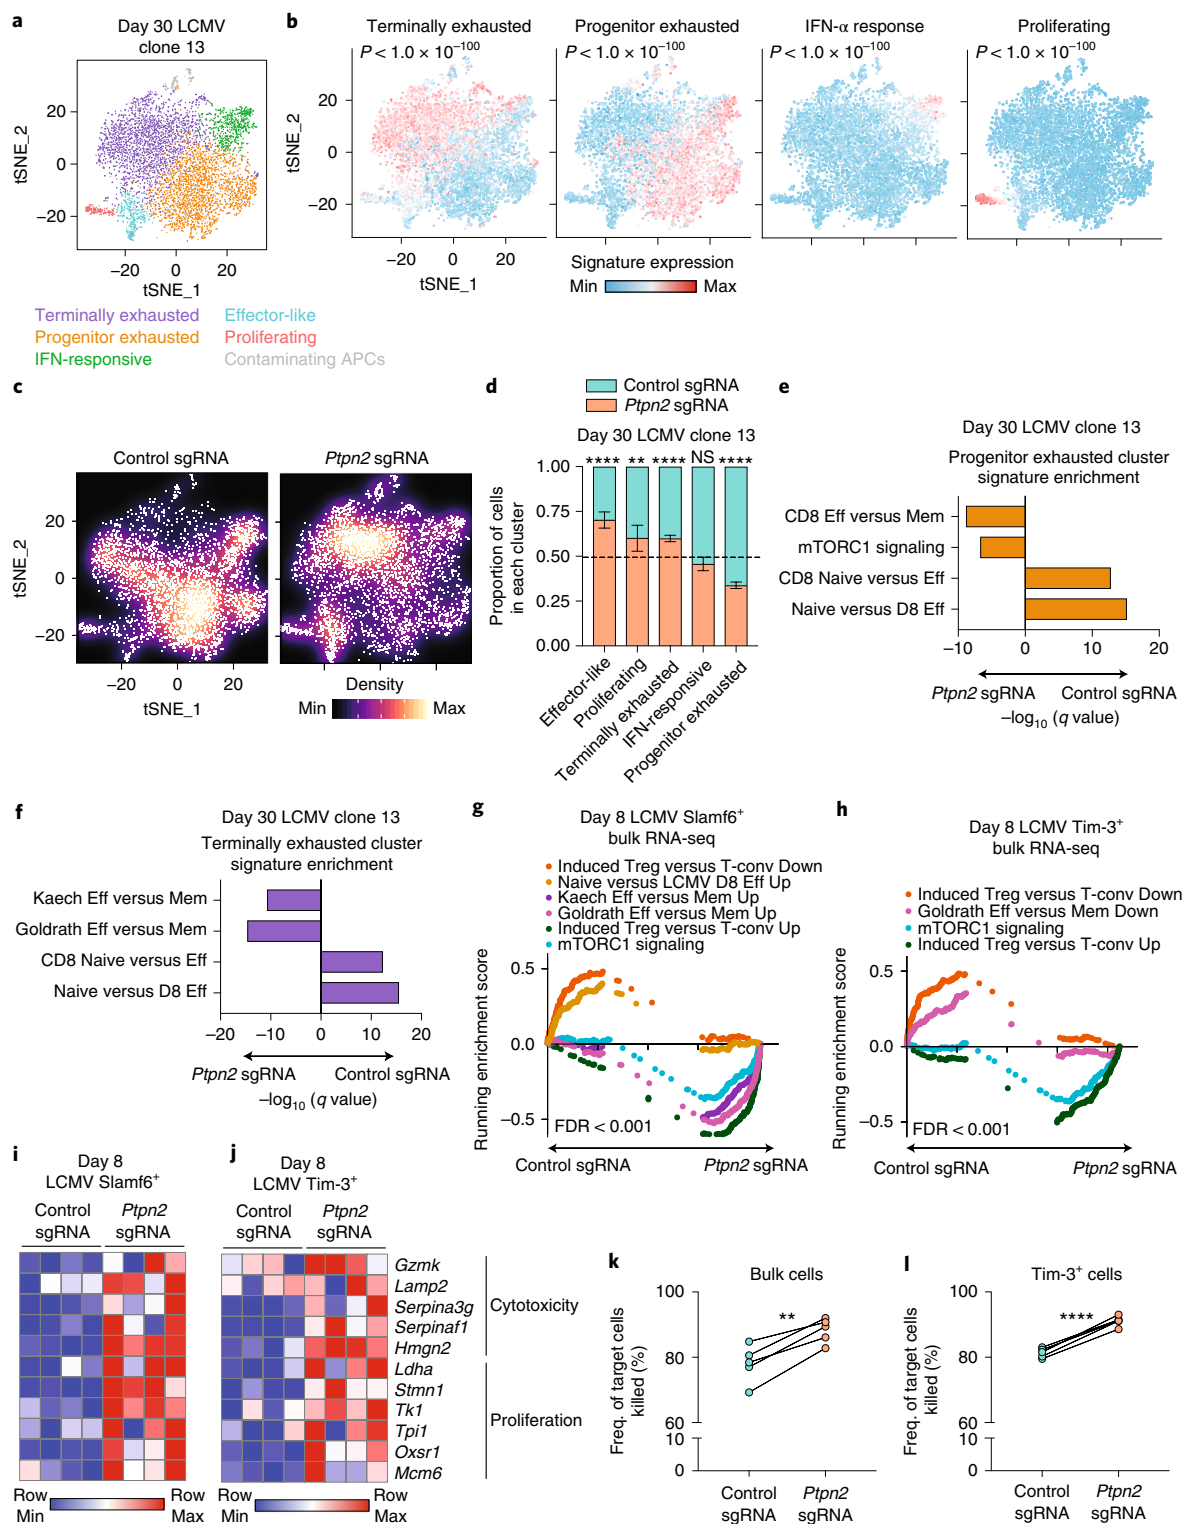 a
Day 30 LCMV
clone 13
tSNE_2
20
0
−20
−20
0
20
tSNE_1
Terminally exhausted
Progenitor exhausted
IFN-responsive
Effector-like
Proliferating
Contaminating APCs
b
Terminally exhausted
Progenitor exhausted
IFN-α response
Proliferating
P < 1.0 × 10⁻¹⁰⁰
P < 1.0 × 10⁻¹⁰⁰
P < 1.0 × 10⁻¹⁰⁰
P < 1.0 × 10⁻¹⁰⁰
tSNE_2
20
0
−20
−20
0
20
tSNE_1
Signature expression
Min
Max
c
Control sgRNA
Ptpn2 sgRNA
tSNE_2
20
0
−20
−20
0
20
tSNE_1
Density
Min
Max
d
Control sgRNA
Ptpn2 sgRNA
Day 30 LCMV clone 13
**** ** **** NS ****
Proportion of cells
in each cluster
1.00
0.75
0.50
0.25
0.00
Effector-like
Proliferating
Terminally exhausted
IFN-responsive
Progenitor exhausted
e
Day 30 LCMV clone 13
Progenitor exhausted cluster
signature enrichment
CD8 Eff versus Mem
mTORC1 signaling
CD8 Naive versus Eff
Naive versus D8 Eff
−10
0
10
20
Ptpn2 sgRNA
Control sgRNA
−log₁₀ (q value)
f
Day 30 LCMV clone 13
Terminally exhausted cluster
signature enrichment
Kaech Eff versus Mem
Goldrath Eff versus Mem
CD8 Naive versus Eff
Naive versus D8 Eff
−20
−10
0
10
20
Ptpn2 sgRNA
Control sgRNA
−log₁₀ (q value)
g
Day 8 LCMV Slamf6⁺
bulk RNA-seq
Induced Treg versus T-conv Down
Naive versus LCMV D8 Eff Up
Kaech Eff versus Mem Up
Goldrath Eff versus Mem Up
Induced Treg versus T-conv Up
mTORC1 signaling
Running enrichment score
0.5
0.0
−0.5
FDR < 0.001
Control sgRNA
Ptpn2 sgRNA
h
Day 8 LCMV Tim-3⁺
bulk RNA-seq
Induced Treg versus T-conv Down
Goldrath Eff versus Mem Down
mTORC1 signaling
Induced Treg versus T-conv Up
Running enrichment score
0.5
0.0
−0.5
FDR < 0.001
Control sgRNA
Ptpn2 sgRNA
i
Day 8
LCMV Slamf6⁺
Control
sgRNA
Ptpn2
sgRNA
Row
Min
Row
Max
j
Day 8
LCMV Tim-3⁺
Control
sgRNA
Ptpn2
sgRNA
Gzmk
Lamp2
Serpina3g
Serpinaf1
Hmgn2
Ldha
Stmn1
Tk1
Tpi1
Oxsr1
Mcm6
Cytotoxicity
Proliferation
Row
Min
Row
Max
k
Bulk cells
**
Freq. of target cells
killed (%)
100
80
60
10
0
Control
sgRNA
Ptpn2
sgRNA
l
Tim-3⁺ cells
****
Freq. of target cells
killed (%)
100
80
60
10
0
Control
sgRNA
Ptpn2
sgRNA